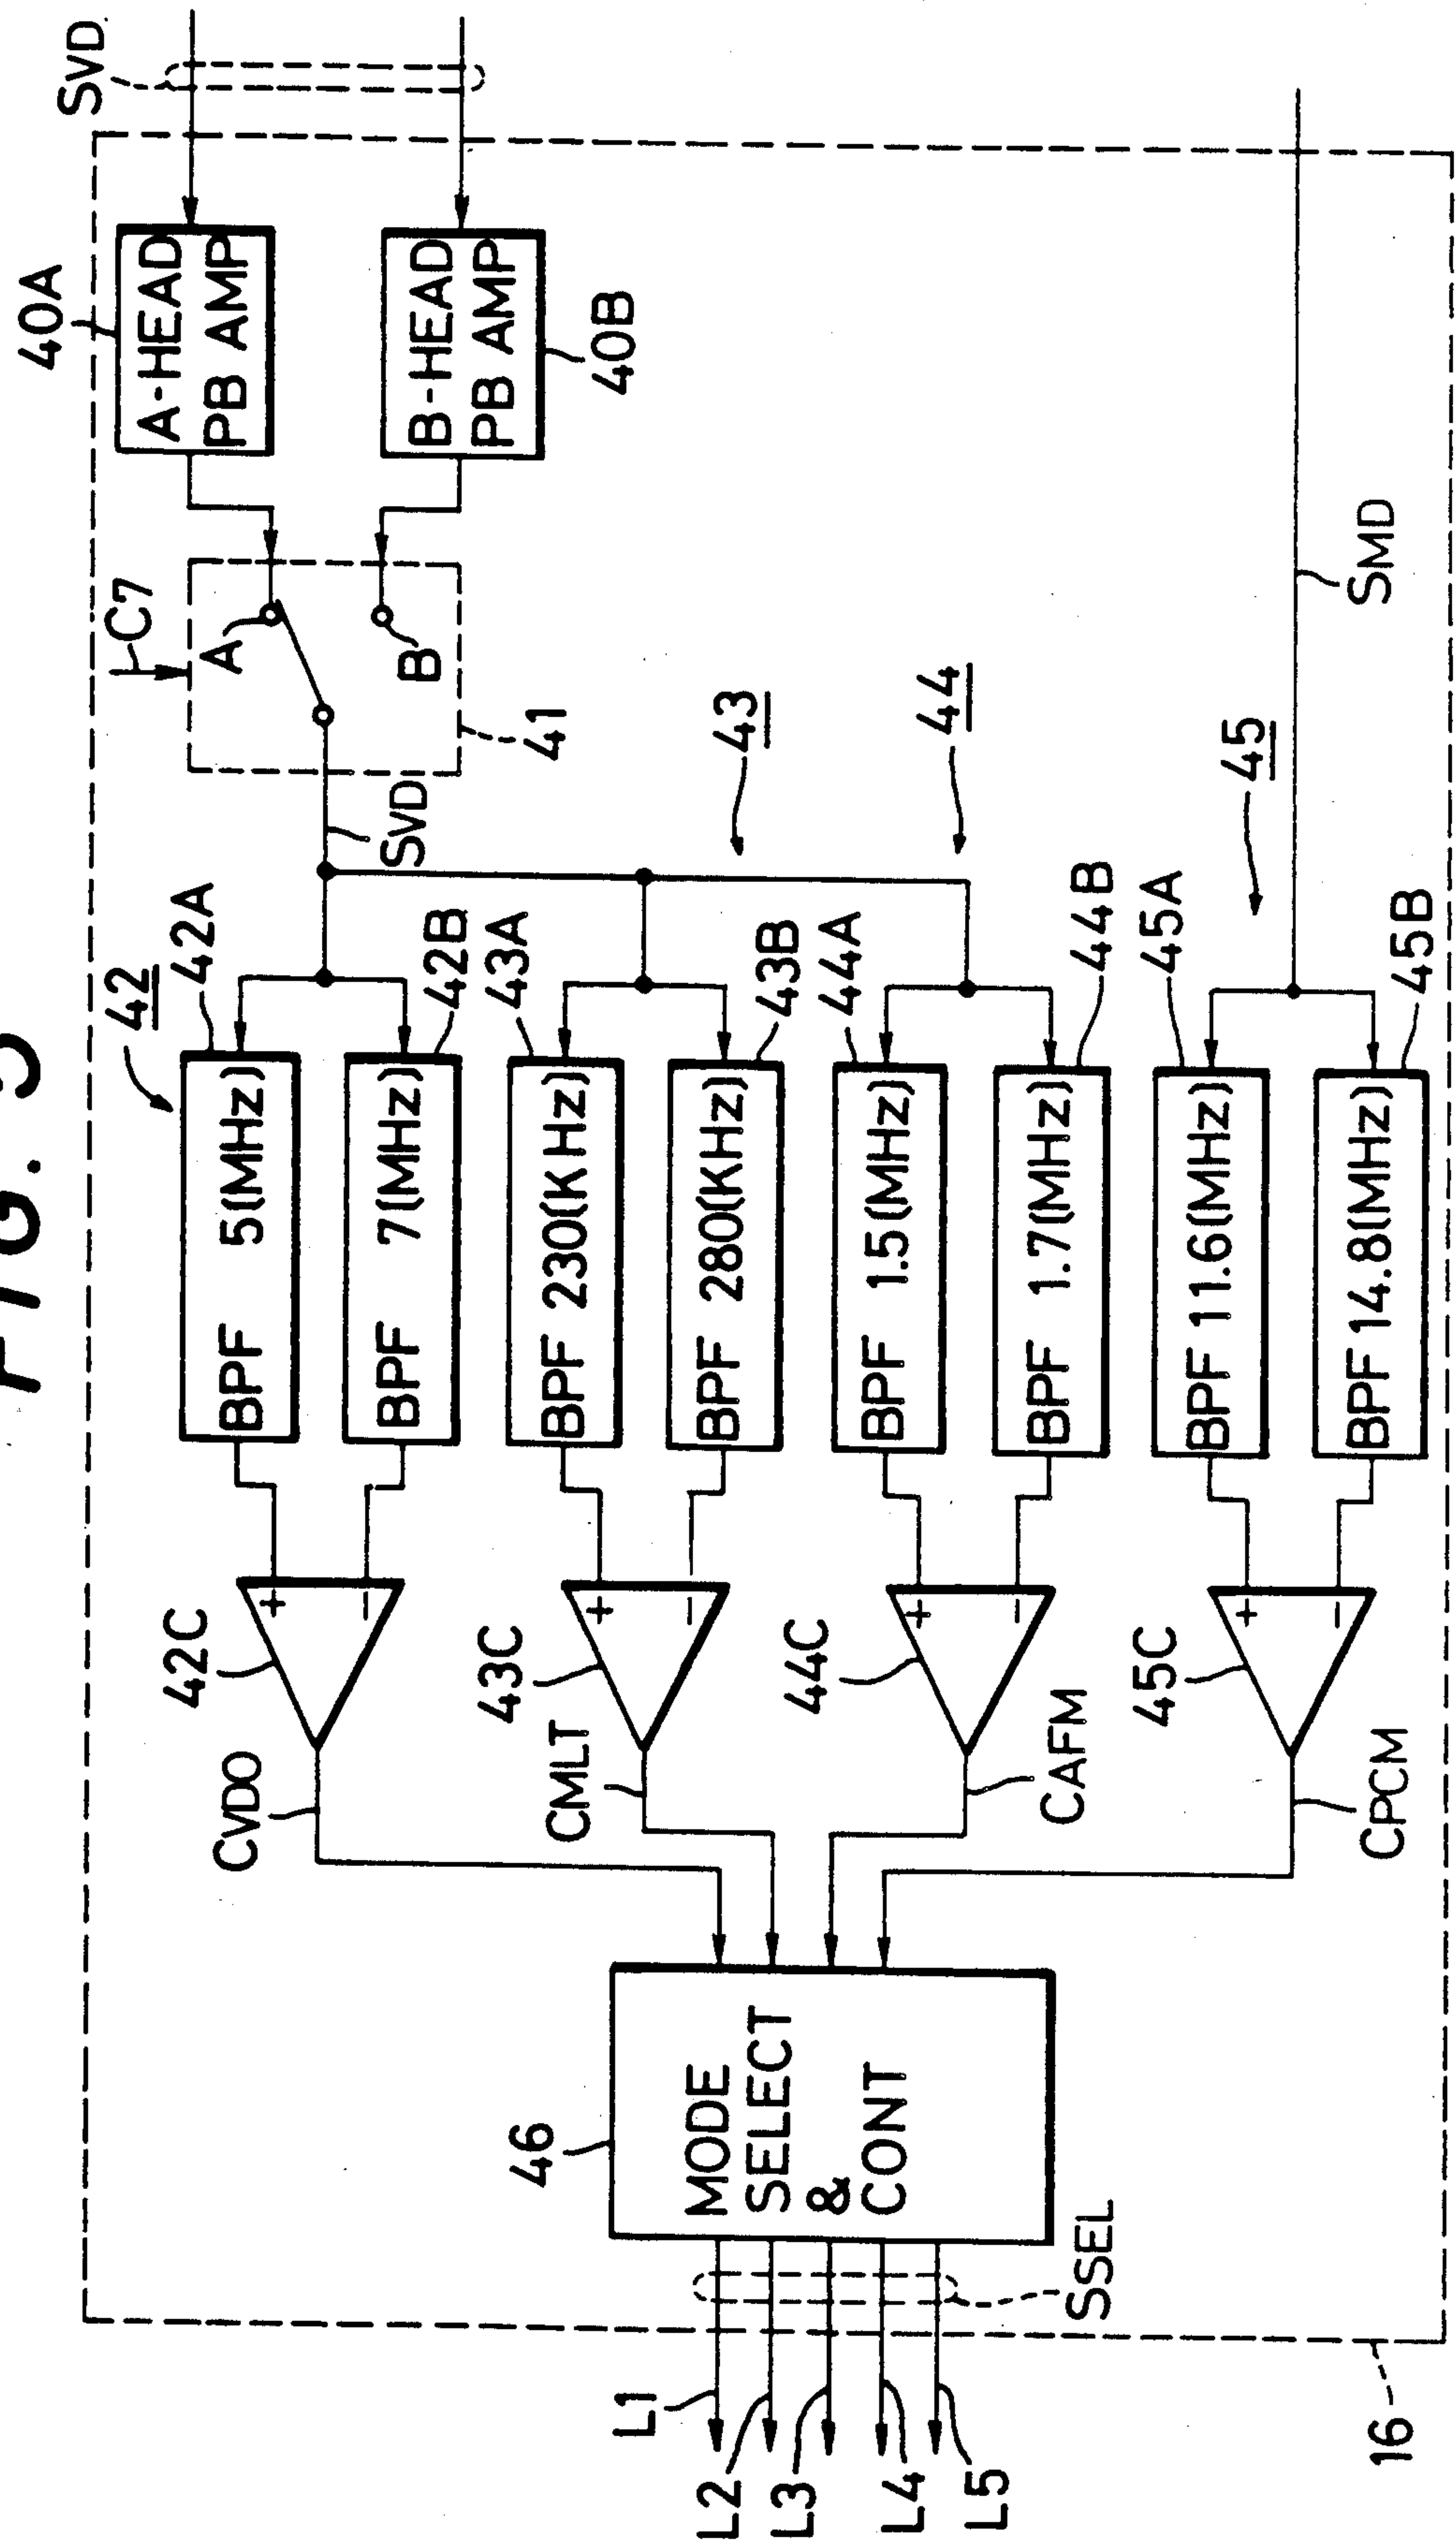 FIG.
16
L1
L2
L3
L4
L5
SSEL
46
MODE
SELECT
&
CONT
CVDO
CMLT
CAFM
CPCM
42C
+
−
43C
+
−
44C
+
−
45C
+
−
42
42A
BPF 5(MHz)
42B
BPF 7(MHz)
43
43A
BPF 230(KHz)
43B
BPF 280(KHz)
44
44A
BPF 1.5(MHz)
44B
BPF 1.7(MHz)
45
45A
BPF 11.6(MHz)
45B
BPF 14.8(MHz)
SVD
C7
A
B
41
40A
A-HEAD
PB AMP
40B
B-HEAD
PB AMP
SVD
SMD